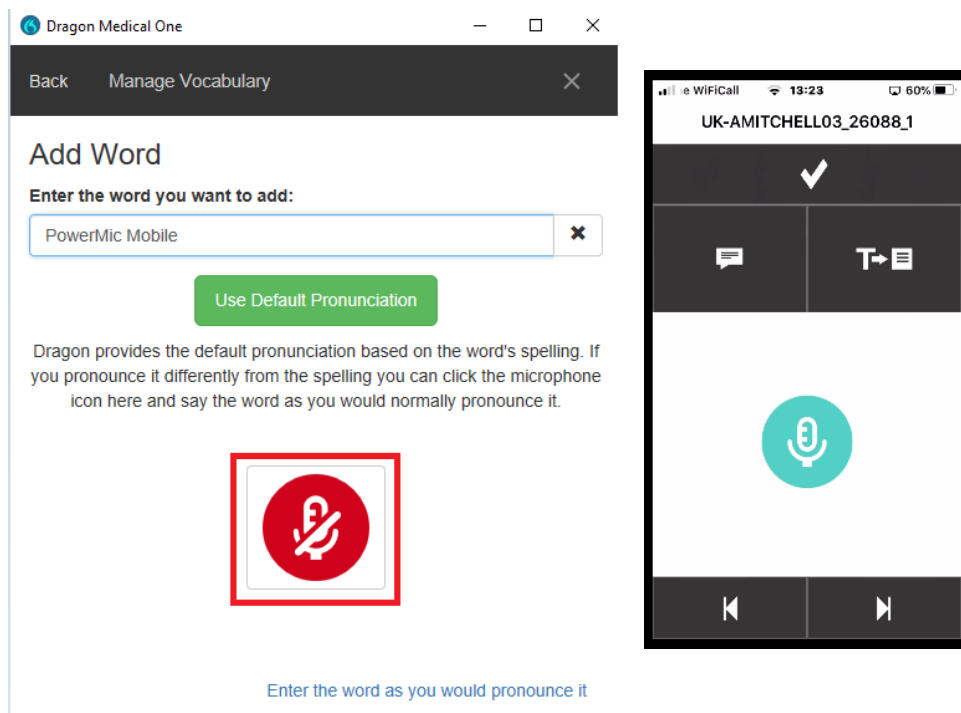 Dragon Medical One
Back Manage Vocabulary
Add Word
Enter the word you want to add:
PowerMic Mobile
Use Default Pronunciation
Dragon provides the default pronunciation based on the word's spelling. If
you pronounce it differently from the spelling you can click the microphone
icon here and say the word as you would normally pronounce it.
Enter the word as you would pronounce it
WiFiCall 13:23 60%
UK-AMITCHELL03_26088_1
T